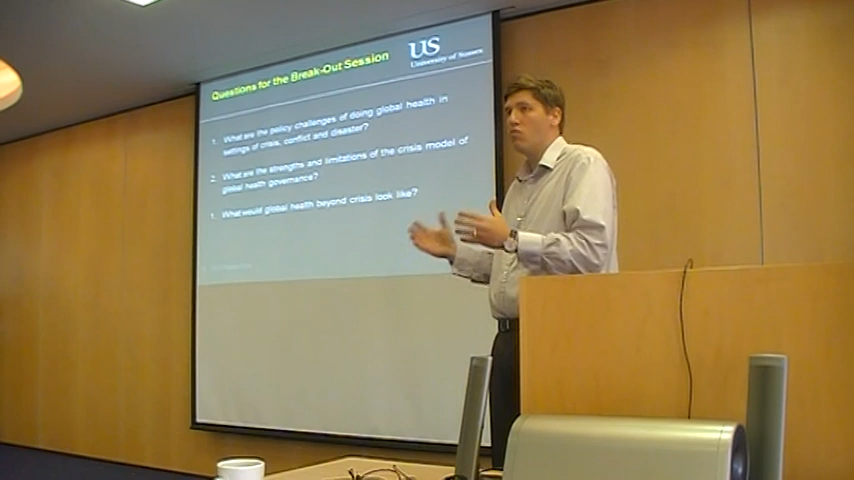 Questions for the Break-Out Session
US
University of Sussex
1. What are the policy challenges of doing global health in
settings of crisis, conflict and disaster?
2. What are the strengths and limitations of the crisis model of
global health governance?
1. What would global health beyond crisis look like?